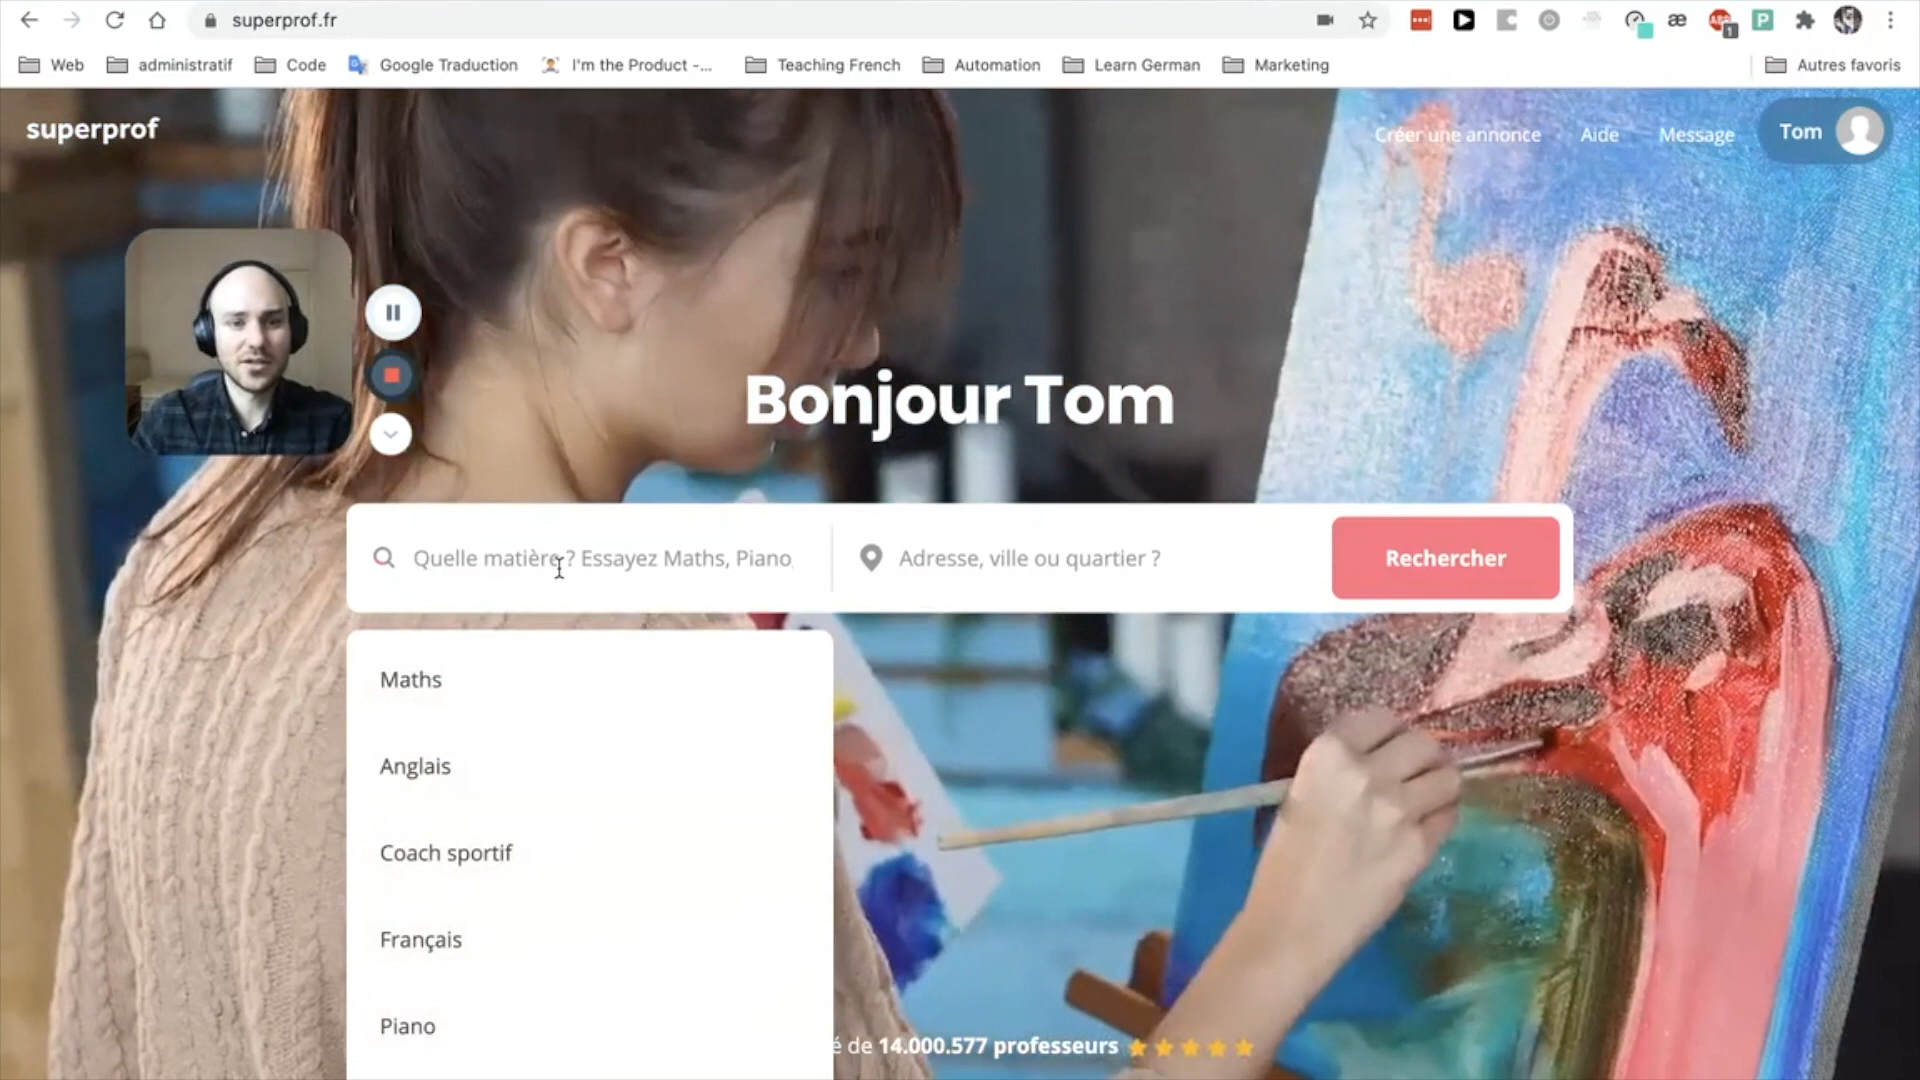 superprof.fr
Web administratif Code Google Traduction I'm the Product -... Teaching French Automation Learn German Marketing Autres favoris
superprof
Créer une annonce Aide Message Tom
Bonjour Tom
Quelle matière ? Essayez Maths, Piano
Adresse, ville ou quartier ?
Rechercher
Maths
Anglais
Coach sportif
Français
Piano
é de 14.000.577 professeurs